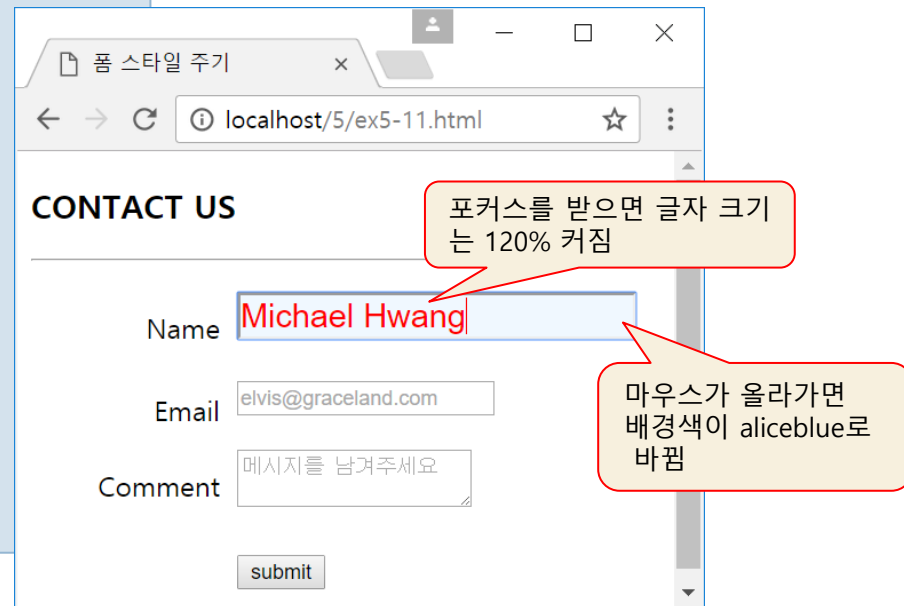 폼 스타일 주기
localhost/5/ex5-11.html
CONTACT US
포커스를 받으면 글자 크기
는 120% 커짐
Name
Michael Hwang
마우스가 올라가면
배경색이 aliceblue로
바뀜
Email
elvis@graceland.com
Comment
메시지를 남겨주세요
submit